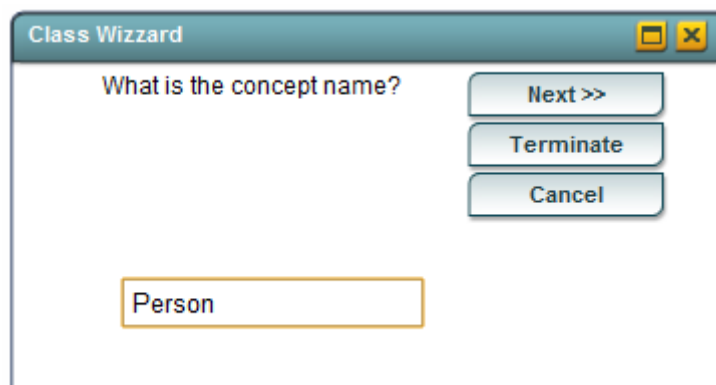 Class Wizzard
What is the concept name?
Next >>
Terminate
Cancel
Person